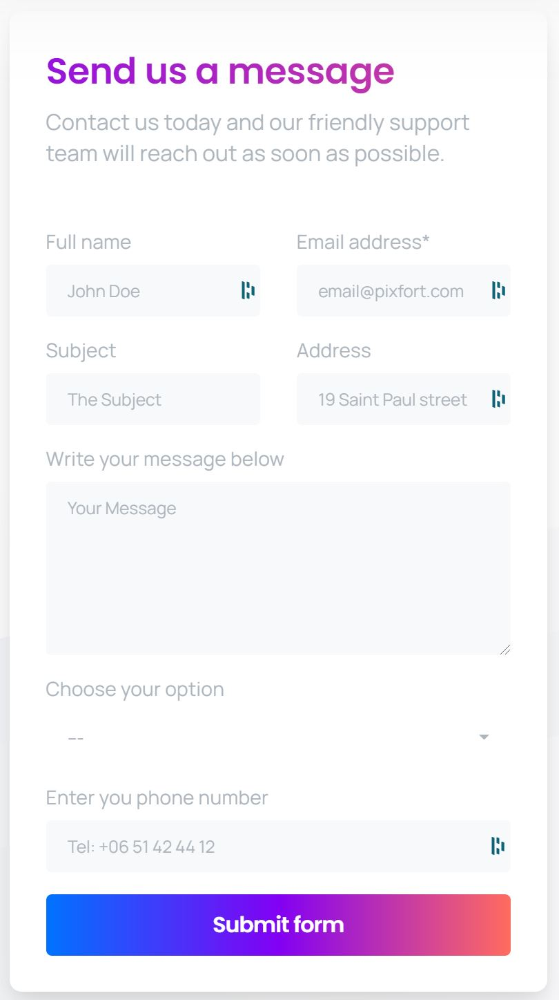 Send us a message
Contact us today and our friendly support
team will reach out as soon as possible.
Full name
Email address*
John Doe
email@pixfort.com
Subject
Address
The Subject
19 Saint Paul street
Write your message below
Your Message
Choose your option
---
Enter you phone number
Tel: +06 51 42 44 12
Submit form